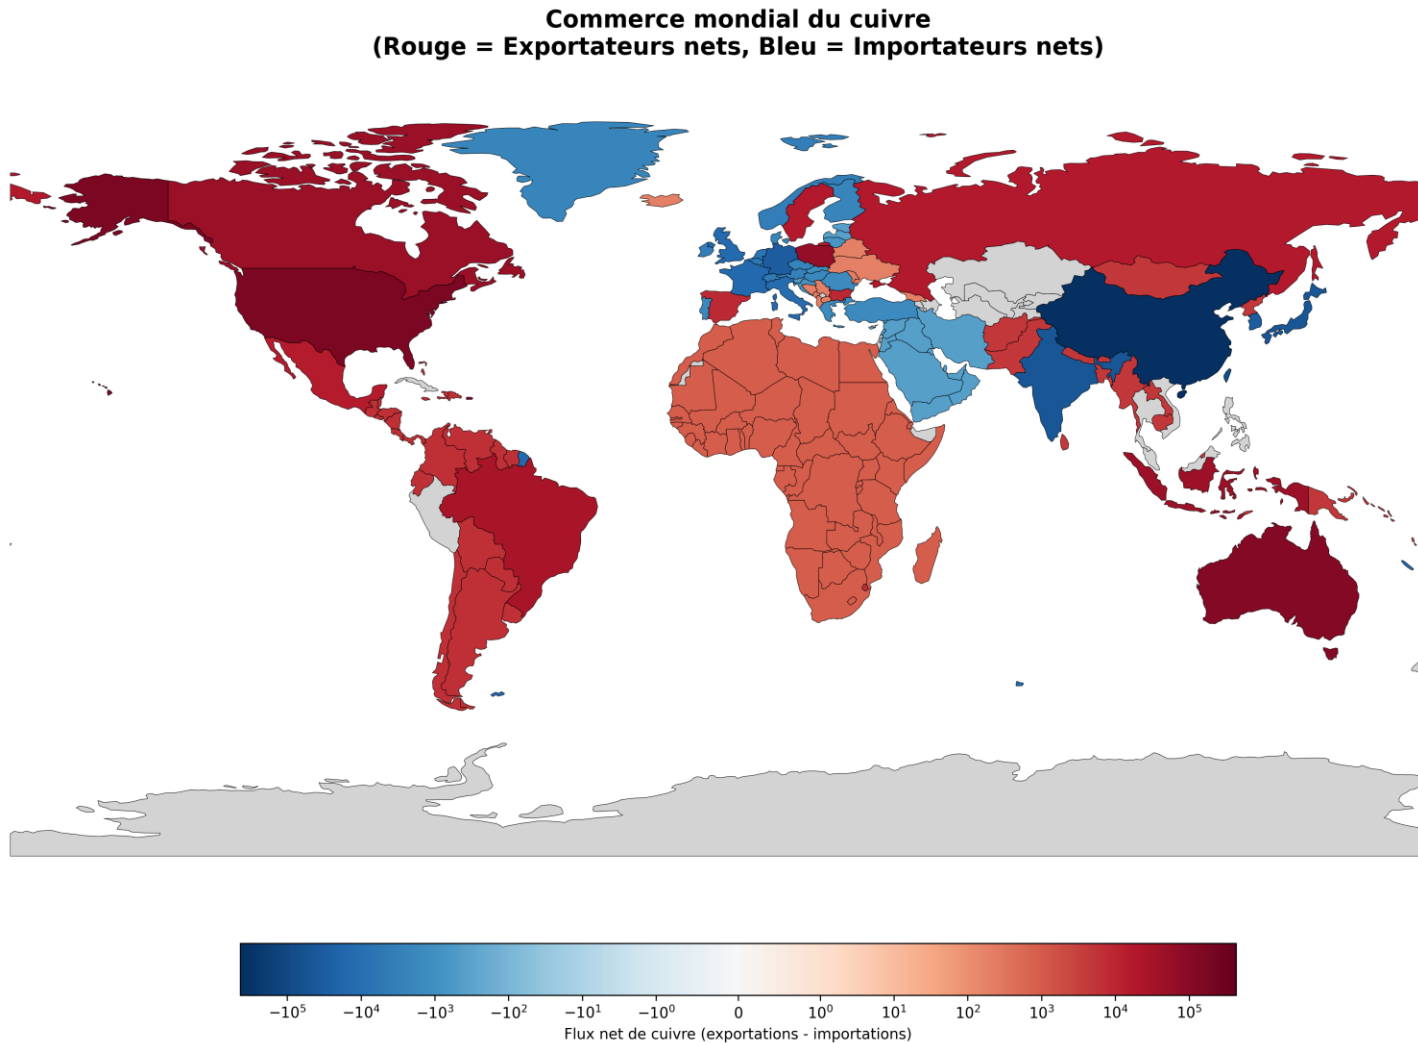 Commerce mondial du cuivre
(Rouge = Exportateurs nets, Bleu = Importateurs nets)
−10⁵ −10⁴ −10³ −10² −10¹ −10⁰ 0 10⁰ 10¹ 10² 10³ 10⁴ 10⁵
Flux net de cuivre (exportations - importations)